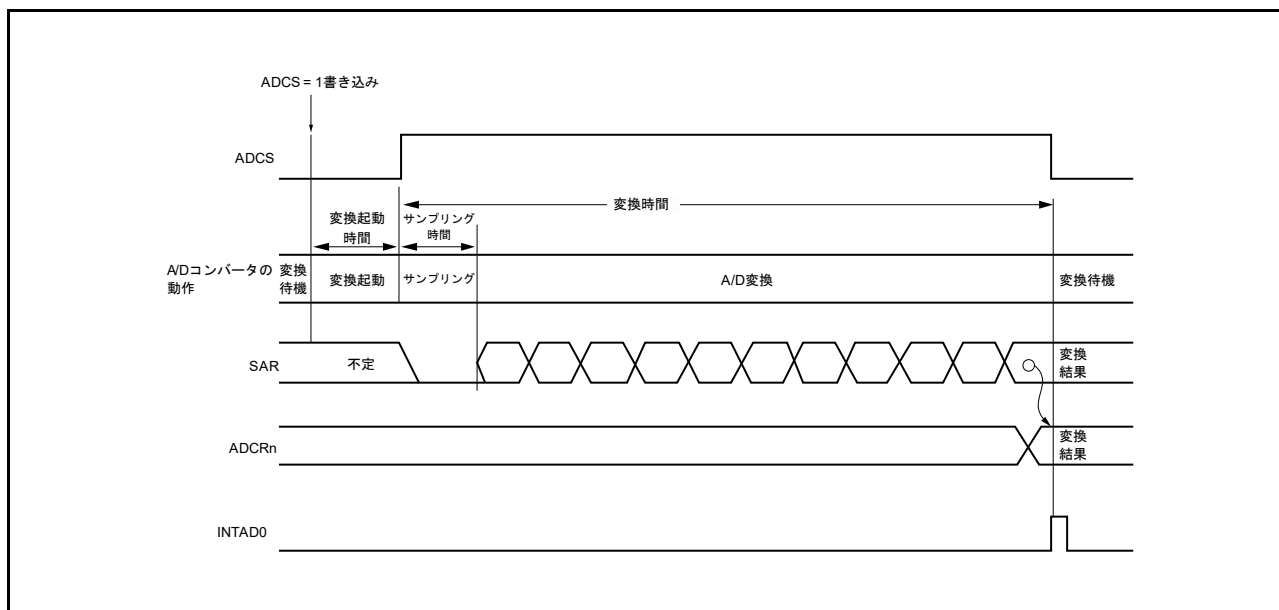 ADCS = 1書き込み
ADCS
変換時間
変換起動
時間
サンプリング
時間
A/Dコンバータの
動作
変換
待機
変換起動
サンプリング
A/D変換
変換待機
SAR
不定
変換
結果
ADCRn
変換
結果
INTAD0